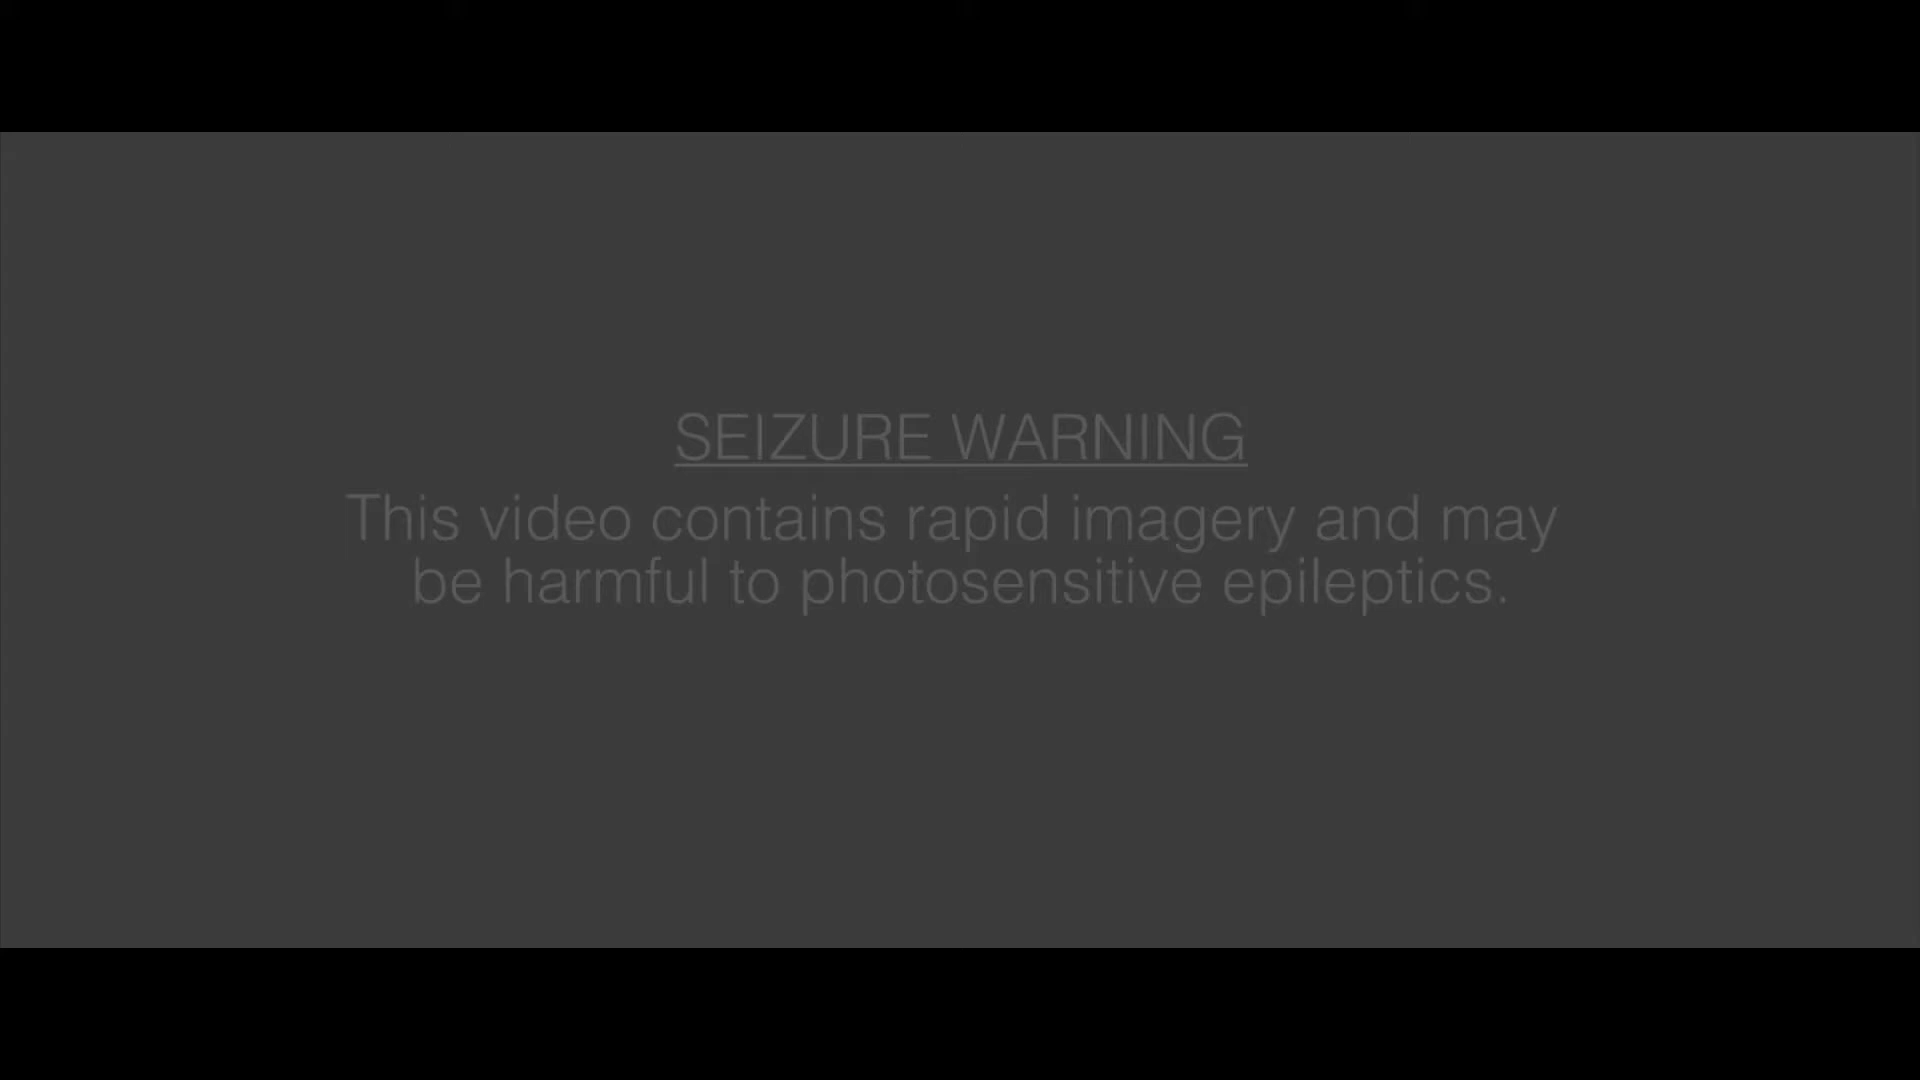 SEIZURE WARNING
This video contains rapid imagery and may
be harmful to photosensitive epileptics.